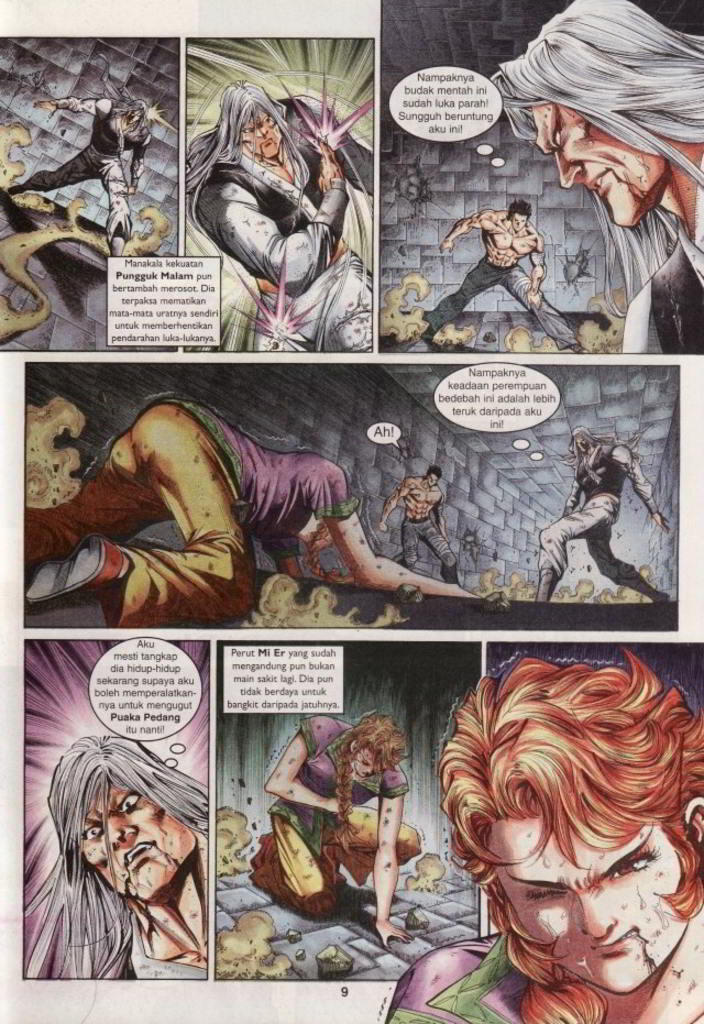 Manakala kekuatan
Pungguk Malam pun
bertambah merosot. Dia
terpaksa mematikan
mata-mata uratnya sendiri
untuk memberhentikan
pendarahan luka-lukanya.
Nampaknya
budak mentah ini
sudah luka parah!
Sungguh beruntung
aku ini!
Ah!
Nampaknya
keadaan perempuan
bedebah ini adalah lebih
teruk daripada aku
ini!
Aku
mesti tangkap
dia hidup-hidup
sekarang supaya aku
boleh memperalatkan-
nya untuk mengugut
Puaka Pedang
itu nanti!
Perut Mi Er yang sudah
mengandung pun bukan
main sakit lagi. Dia pun
tidak berdaya untuk
bangkit daripada jatuhnya.
9